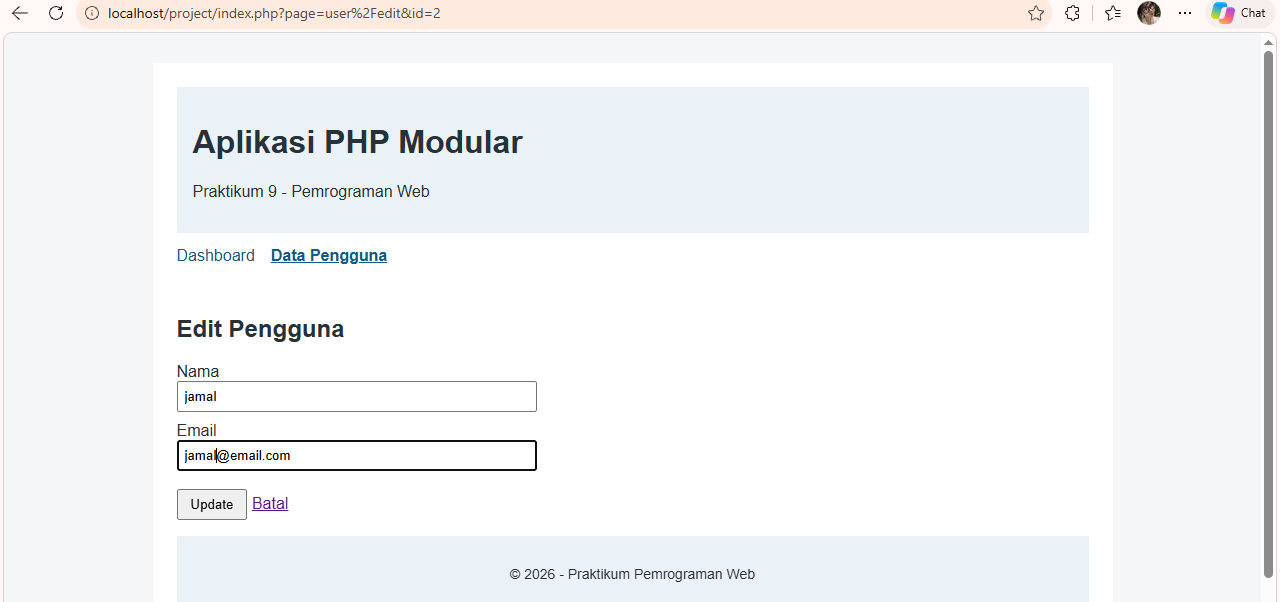 localhost/project/index.php?page=user%2Fedit&id=2
Chat
Aplikasi PHP Modular
Praktikum 9 - Pemrograman Web
Dashboard Data Pengguna
Edit Pengguna
Nama
jamal
Email
jamal@email.com
Update Batal
© 2026 - Praktikum Pemrograman Web